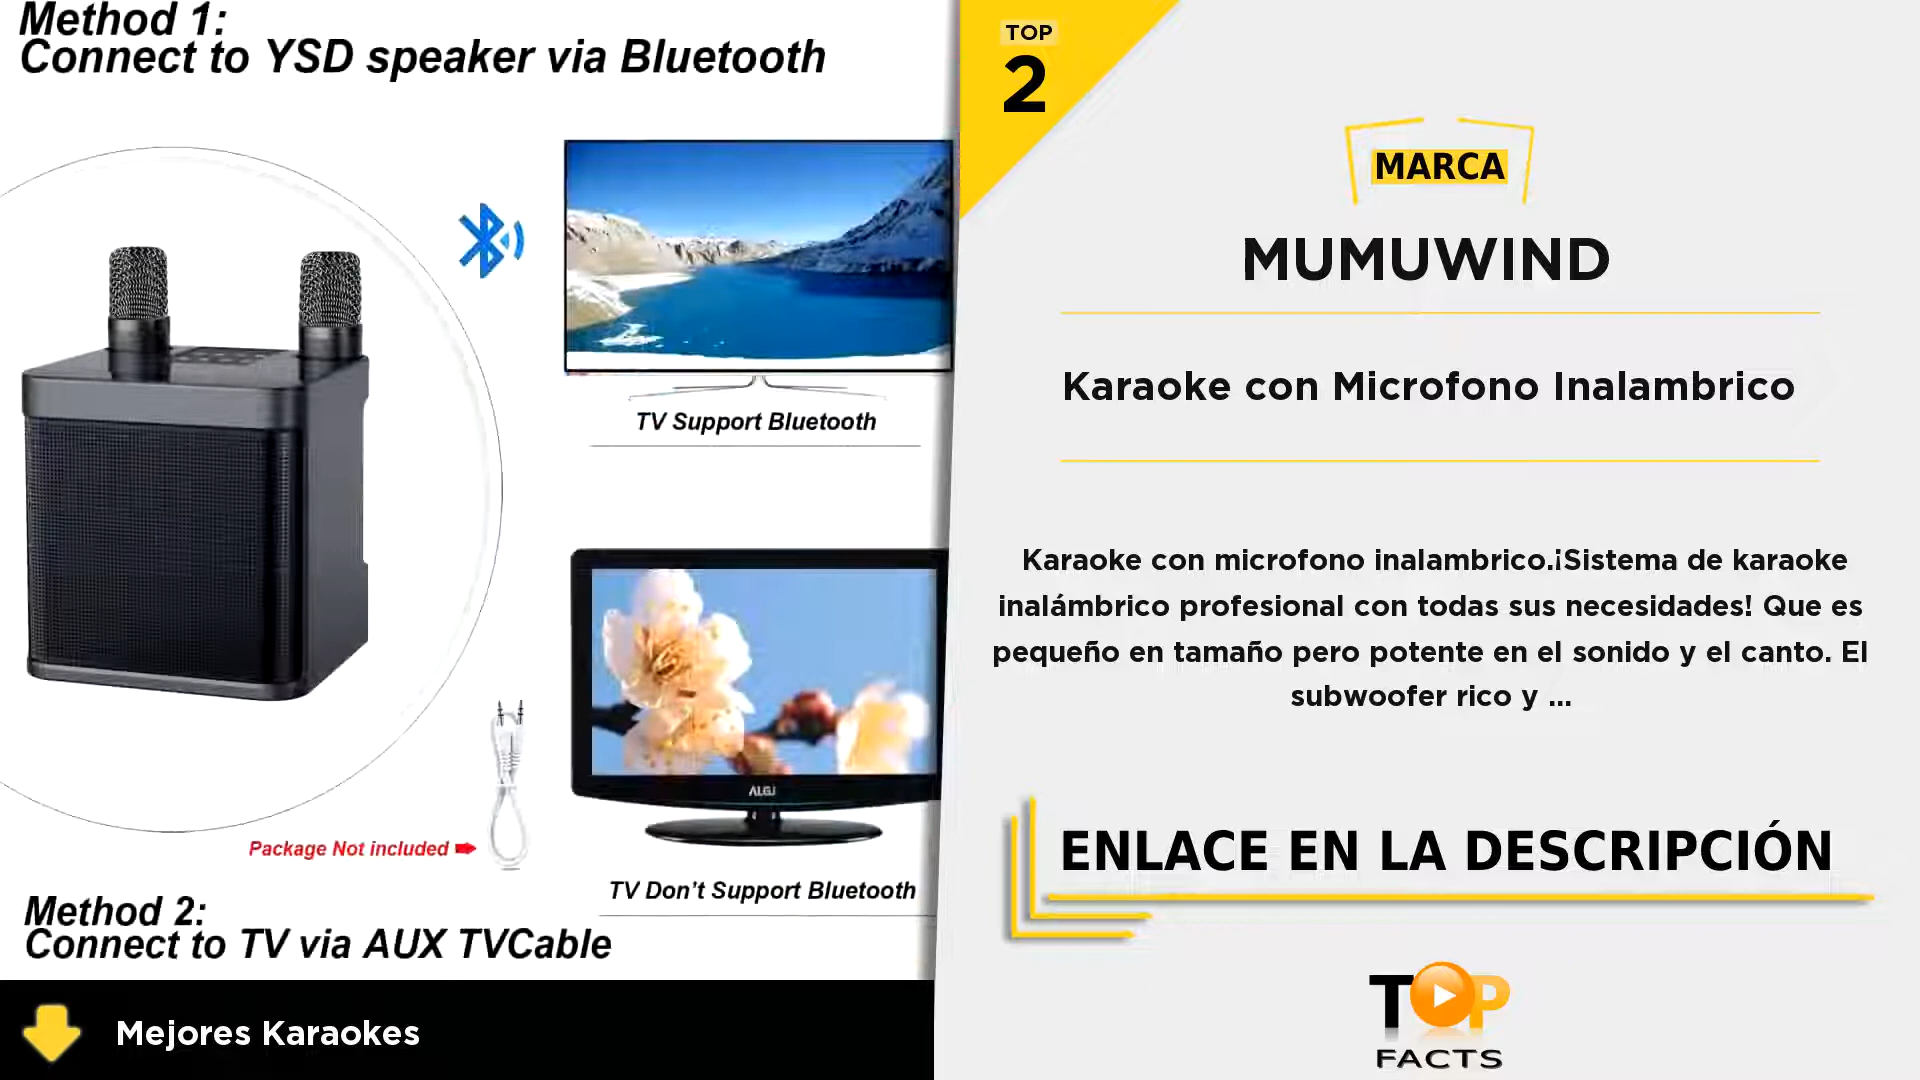 Method 1:
Connect to YSD speaker via Bluetooth
TV Support Bluetooth
ALGJ
Package Not included
TV Don't Support Bluetooth
Method 2:
Connect to TV via AUX TVCable
Mejores Karaokes
TOP
2
MARCA
MUMUWIND
Karaoke con Microfono Inalambrico
Karaoke con microfono inalambrico.¡Sistema de karaoke
inalámbrico profesional con todas sus necesidades! Que es
pequeño en tamaño pero potente en el sonido y el canto. El
subwoofer rico y ...
ENLACE EN LA DESCRIPCIÓN
TOP
FACTS